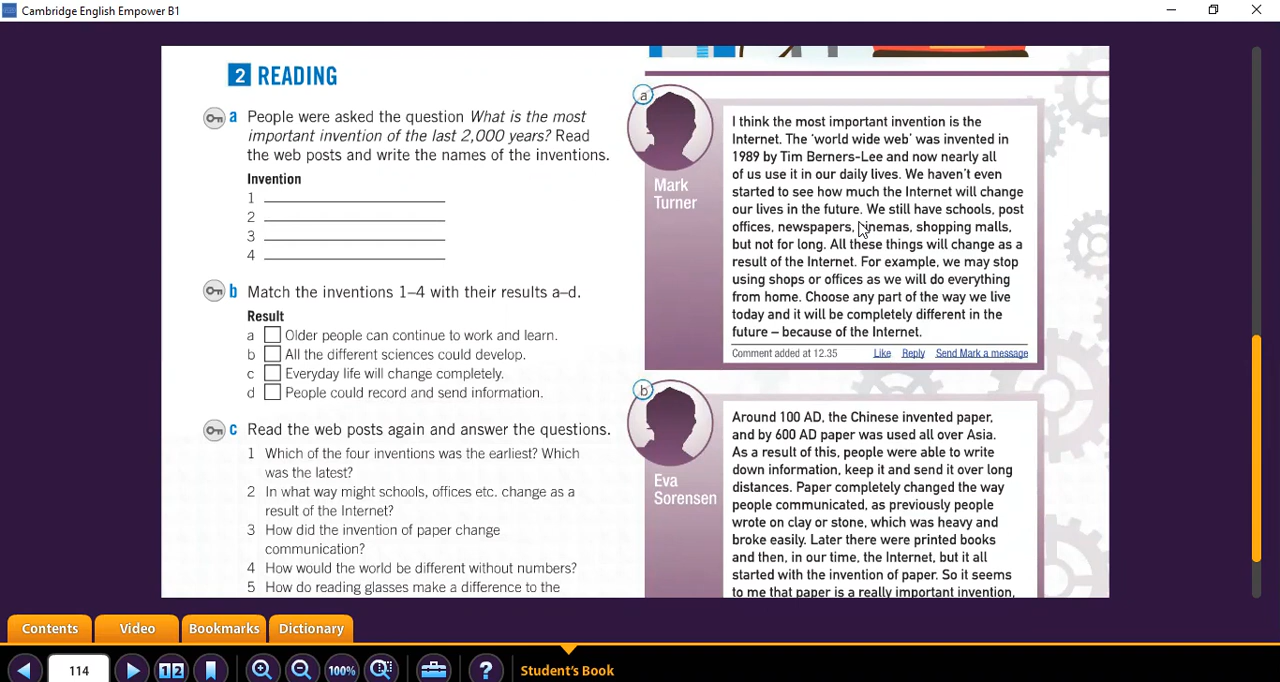 Cambridge English Empower B1
2 READING
a People were asked the question What is the most
important invention of the last 2,000 years? Read
the web posts and write the names of the inventions.
Invention
1
2
3
4
b Match the inventions 1–4 with their results a–d.
Result
a Older people can continue to work and learn.
b All the different sciences could develop.
c Everyday life will change completely.
d People could record and send information.
c Read the web posts again and answer the questions.
1 Which of the four inventions was the earliest? Which
was the latest?
2 In what way might schools, offices etc. change as a
result of the Internet?
3 How did the invention of paper change
communication?
4 How would the world be different without numbers?
5 How do reading glasses make a difference to the
a
Mark
Turner
I think the most important invention is the
Internet. The ‘world wide web’ was invented in
1989 by Tim Berners-Lee and now nearly all
of us use it in our daily lives. We haven’t even
started to see how much the Internet will change
our lives in the future. We still have schools, post
offices, newspapers, cinemas, shopping malls,
but not for long. All these things will change as a
result of the Internet. For example, we may stop
using shops or offices as we will do everything
from home. Choose any part of the way we live
today and it will be completely different in the
future – because of the Internet.
Comment added at 12.35 Like Reply Send Mark a message
b
Eva
Sorensen
Around 100 AD, the Chinese invented paper,
and by 600 AD paper was used all over Asia.
As a result of this, people were able to write
down information, keep it and send it over long
distances. Paper completely changed the way
people communicated, as previously people
wrote on clay or stone, which was heavy and
broke easily. Later there were printed books
and then, in our time, the Internet, but it all
started with the invention of paper. So it seems
to me that paper is a really important invention,
Contents Video Bookmarks Dictionary
114 12 100% ? Student's Book